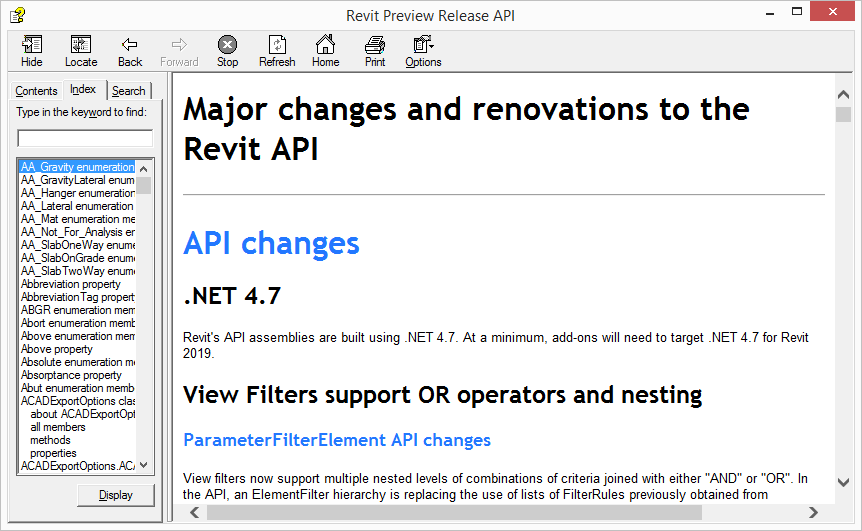 Revit Preview Release API
Hide Locate Back Forward Stop Refresh Home Print Options
Contents Index Search
Type in the keyword to find:
AA_Gravity enumeration
AA_GravityLateral enum
AA_Hanger enumeration
AA_Lateral enumeration
AA_Mat enumeration me
AA_Not_For_Analysis er
AA_SlabOneWay enume
AA_SlabOnGrade enume
AA_SlabTwoWay enume
Abbreviation property
AbbreviationTag property
ABGR enumeration mem
Abort enumeration memb
Above enumeration mem
Above property
Absolute enumeration me
Absorptance property
Abut enumeration membe
ACADExportOptions clas
about ACADExportOpt
all members
methods
properties
ACADExportOptions.ACA
Display
Major changes and renovations to the
Revit API
API changes
.NET 4.7
Revit's API assemblies are built using .NET 4.7. At a minimum, add-ons will need to target .NET 4.7 for Revit
2019.
View Filters support OR operators and nesting
ParameterFilterElement API changes
View filters now support multiple nested levels of combinations of criteria joined with either "AND" or "OR". In
the API, an ElementFilter hierarchy is replacing the use of lists of FilterRules previously obtained from